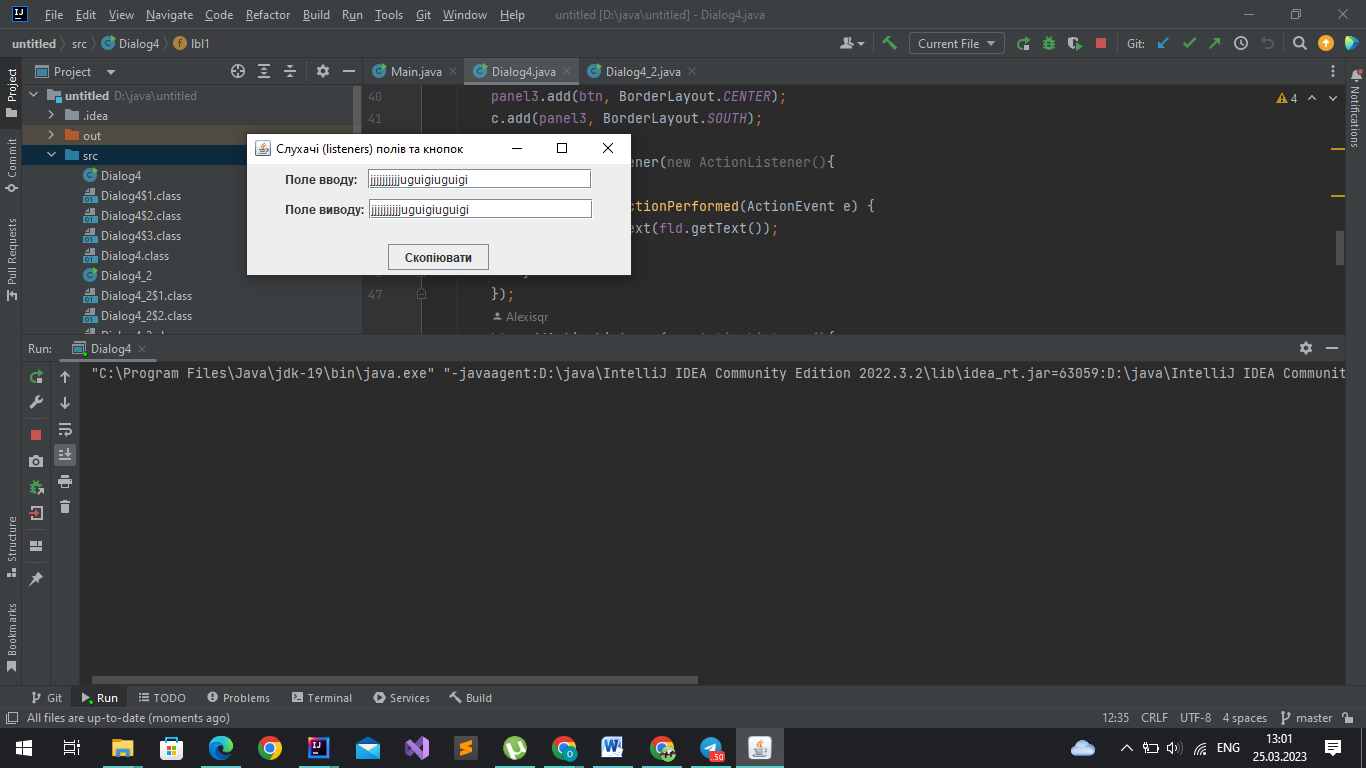 File Edit View Navigate Code Refactor Build Run Tools Git Window Help untitled [D:\java\untitled] - Dialog4.java
untitled src Dialog4 lbl1 Current File Git:
Project Main.java Dialog4.java Dialog4_2.java
untitled D:\java\untitled
.idea
out
src
Dialog4
Dialog4$1.class
Dialog4$2.class
Dialog4$3.class
Dialog4.class
Dialog4_2
Dialog4_2$1.class
Dialog4_2$2.class
40 panel3.add(btn, BorderLayout.CENTER);
41 c.add(panel3, BorderLayout.SOUTH);
ener(new ActionListener(){
ctionPerformed(ActionEvent e) {
ext(fld.getText());
47 });
Alexisqr
4
Слухачі (listeners) полів та кнопок
Поле вводу: jjjjjjjjjjuguigiuguigi
Поле виводу: jjjjjjjjjjuguigiuguigi
Скопіювати
Run: Dialog4
"C:\Program Files\Java\jdk-19\bin\java.exe" "-javaagent:D:\java\IntelliJ IDEA Community Edition 2022.3.2\lib\idea_rt.jar=63059:D:\java\IntelliJ IDEA Communit
Project
Commit
Pull Requests
Structure
Bookmarks
Notifications
Git Run TODO Problems Terminal Services Build
All files are up-to-date (moments ago) 12:35 CRLF UTF-8 4 spaces master
ENG 13:01
25.03.2023